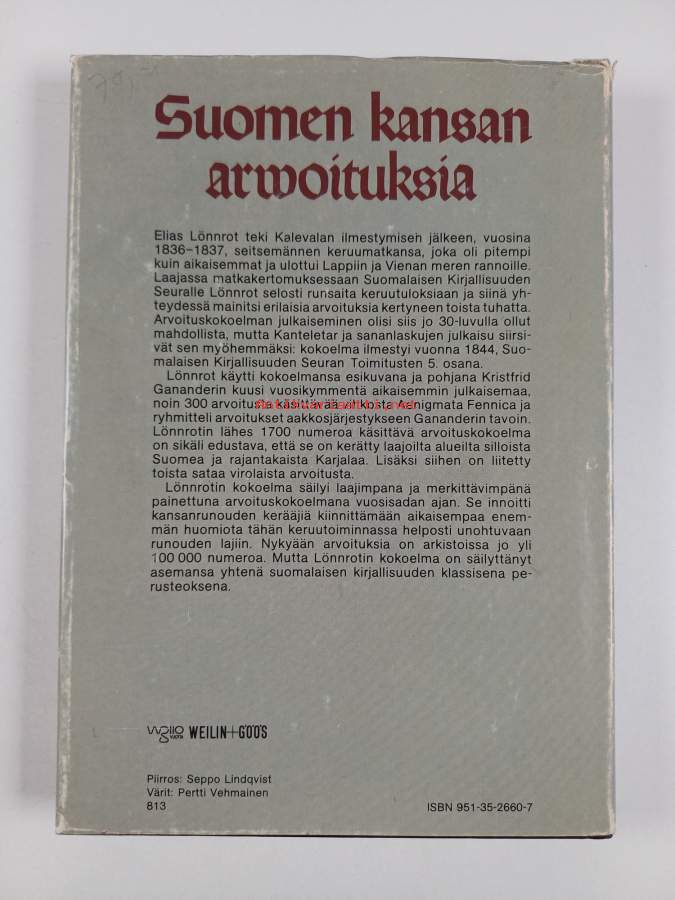 Suomen kansan
arwoituksia
Elias Lönnrot teki Kalevalan ilmestymisen jälkeen, vuosina
1836–1837, seitsemännen keruumatkansa, joka oli pitempi
kuin aikaisemmat ja ulottui Lappiin ja Vienan meren rannoille.
Laajassa matkakertomuksessaan Suomalaisen Kirjallisuuden
Seuralle Lönnrot selosti runsaita keruutuloksiaan ja siinä yh-
teydessä mainitsi erilaisia arvoituksia kertyneen toista tuhatta.
Arvoituskokoelman julkaiseminen olisi siis jo 30-luvulla ollut
mahdollista, mutta Kanteletar ja sananlaskujen julkaisu siirsi-
vät sen myöhemmäksi: kokoelma ilmestyi vuonna 1844, Suo-
malaisen Kirjallisuuden Seuran Toimitusten 5. osana.
Lönnrot käytti kokoelmansa esikuvana ja pohjana Kristfrid
Gananderin kuusi vuosikymmentä aikaisemmin julkaisemaa,
noin 300 arvoitusta käsittävää vihkosta Aenigmata Fennica ja
ryhmitteli arvoitukset aakkosjärjestykseen Gananderin tavoin.
Lönnrotin lähes 1700 numeroa käsittävä arvoituskokoelma
on sikäli edustava, että se on kerätty laajoilta alueilta silloista
Suomea ja rajantakaista Karjalaa. Lisäksi siihen on liitetty
toista sataa virolaista arvoitusta.
Lönnrotin kokoelma säilyi laajimpana ja merkittävimpänä
painettuna arvoituskokoelmana vuosisadan ajan. Se innoitti
kansanrunouden kerääjiä kiinnittämään aikaisempaa enem-
män huomiota tähän keruutoiminnassa helposti unohtuvaan
runouden lajiin. Nykyään arvoituksia on arkistoissa jo yli
100 000 numeroa. Mutta Lönnrotin kokoelma on säilyttänyt
asemansa yhtenä suomalaisen kirjallisuuden klassisena pe-
rusteoksena.
WEILIN+GÖÖS
Piirros: Seppo Lindqvist
Värit: Pertti Vehmainen
813
ISBN 951-35-2660-7